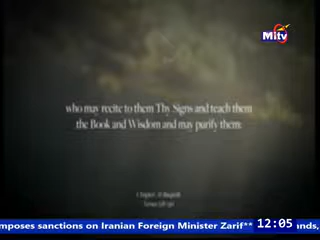 Mitv
who may recite to them Thy Signs and teach them
the Book and Wisdom and may purify them:
mposes sanctions on Iranian Foreign Minister Zarif** 12:05 nds,